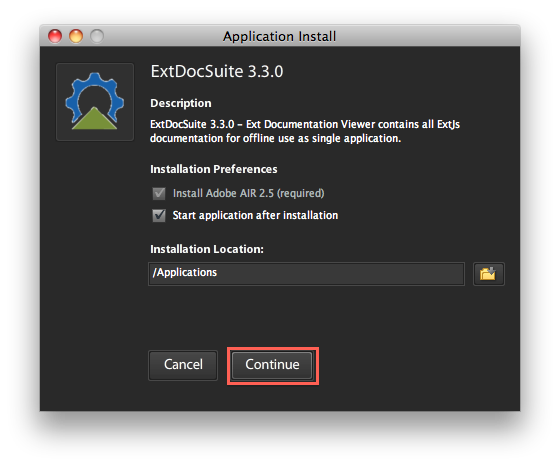 Application Install
ExtDocSuite 3.3.0
Description
ExtDocSuite 3.3.0 – Ext Documentation Viewer contains all ExtJs
documentation for offline use as single application.
Installation Preferences
Install Adobe AIR 2.5 (required)
Start application after installation
Installation Location:
/Applications
Cancel
Continue